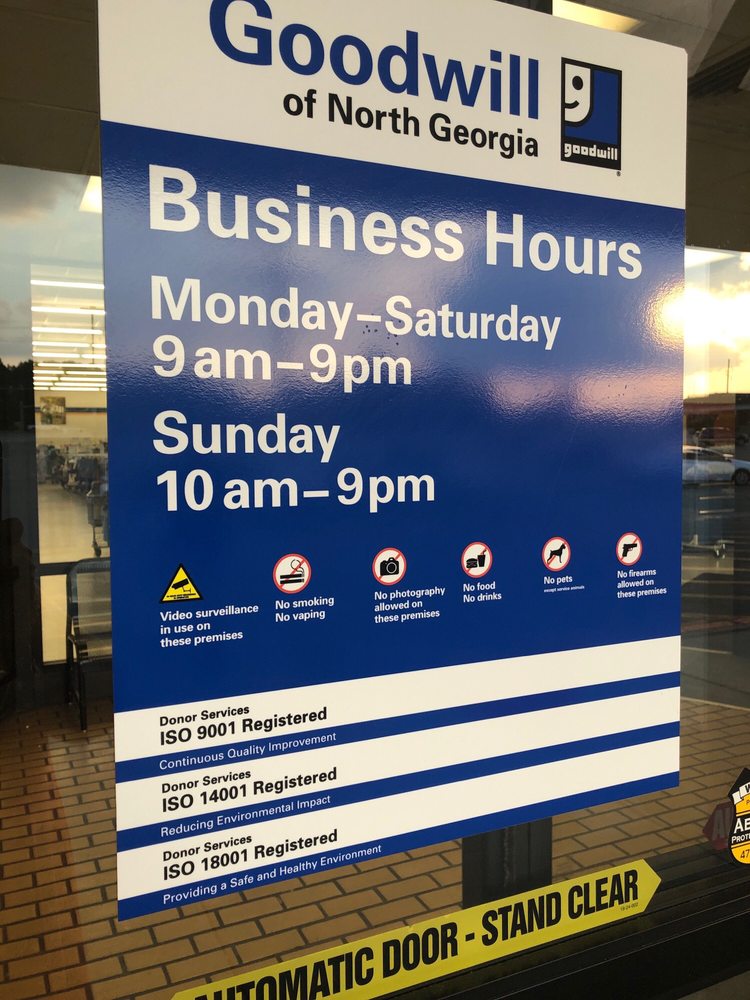 Goodwill
of North Georgia
goodwill
Business Hours
Monday–Saturday
9 am–9 pm
Sunday
10 am–9 pm
Video surveillance
in use on
these premises
No smoking
No vaping
No photography
allowed on
these premises
No food
No drinks
No pets
except service animals
No firearms
allowed on
these premises
Donor Services
ISO 9001 Registered
Continuous Quality Improvement
Donor Services
ISO 14001 Registered
Reducing Environmental Impact
Donor Services
ISO 18001 Registered
Providing a Safe and Healthy Environment
AUTOMATIC DOOR - STAND CLEAR